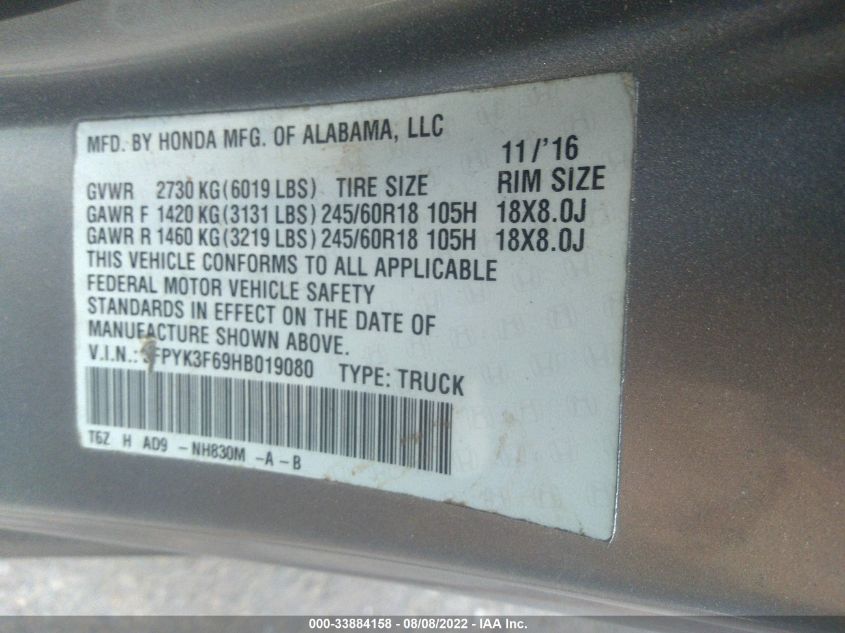 MFD. BY HONDA MFG. OF ALABAMA, LLC 11/'16
GVWR 2730 KG(6019 LBS) TIRE SIZE RIM SIZE
GAWR F 1420 KG(3131 LBS) 245/60R18 105H 18X8.0J
GAWR R 1460 KG(3219 LBS) 245/60R18 105H 18X8.0J
THIS VEHICLE CONFORMS TO ALL APPLICABLE
FEDERAL MOTOR VEHICLE SAFETY
STANDARDS IN EFFECT ON THE DATE OF
MANUFACTURE SHOWN ABOVE.
V.I.N.: 5FPYK3F69HB019080 TYPE: TRUCK
T6Z H AD9 - NH830M - A - B
000-33884158 - 08/08/2022 - IAA Inc.